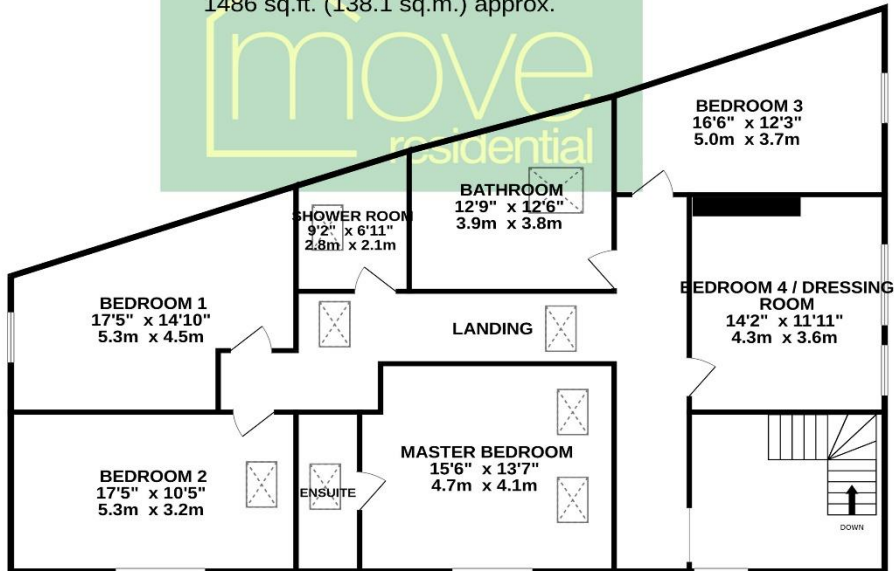 1486 sq.ft. (138.1 sq.m.) approx.
move
residential
BEDROOM 3
16'6" x 12'3"
5.0m x 3.7m
BATHROOM
12'9" x 12'6"
3.9m x 3.8m
SHOWER ROOM
9'2" x 6'11"
2.8m x 2.1m
BEDROOM 1
17'5" x 14'10"
5.3m x 4.5m
LANDING
BEDROOM 4 / DRESSING
ROOM
14'2" x 11'11"
4.3m x 3.6m
BEDROOM 2
17'5" x 10'5"
5.3m x 3.2m
ENSUITE
MASTER BEDROOM
15'6" x 13'7"
4.7m x 4.1m
DOWN